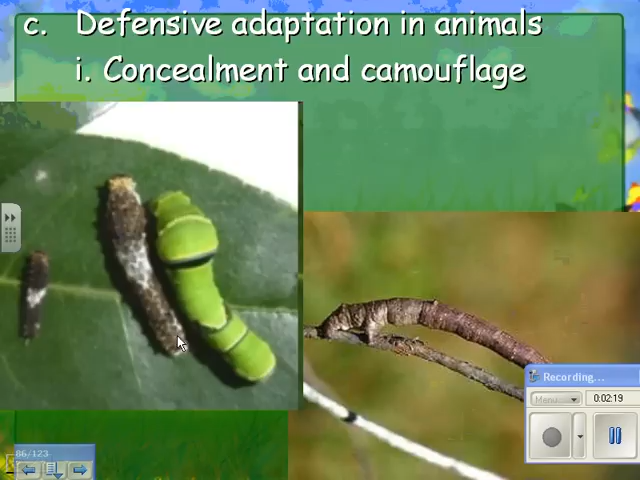 c. Defensive adaptation in animals
i. Concealment and camouflage
Recording...
Menu
0:02:19
86/123